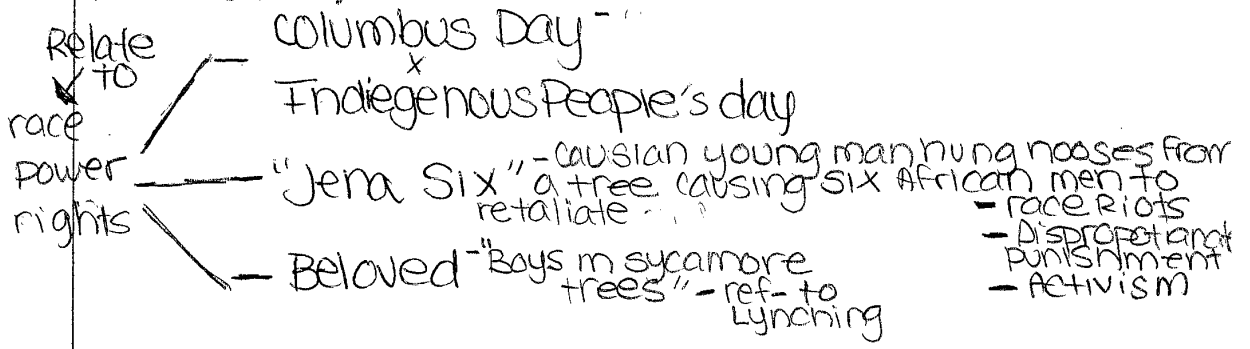 Relate
to
race
power
rights
Columbus Day -
x
Indiegenous People's day
"Jena Six" - causian young man hung nooses from
a tree causing six African men to
retaliate
- race Riots
- Dispropotanat
punishment
- Activism
Beloved - "Boys in sycamore
trees" - ref- to
Lynching